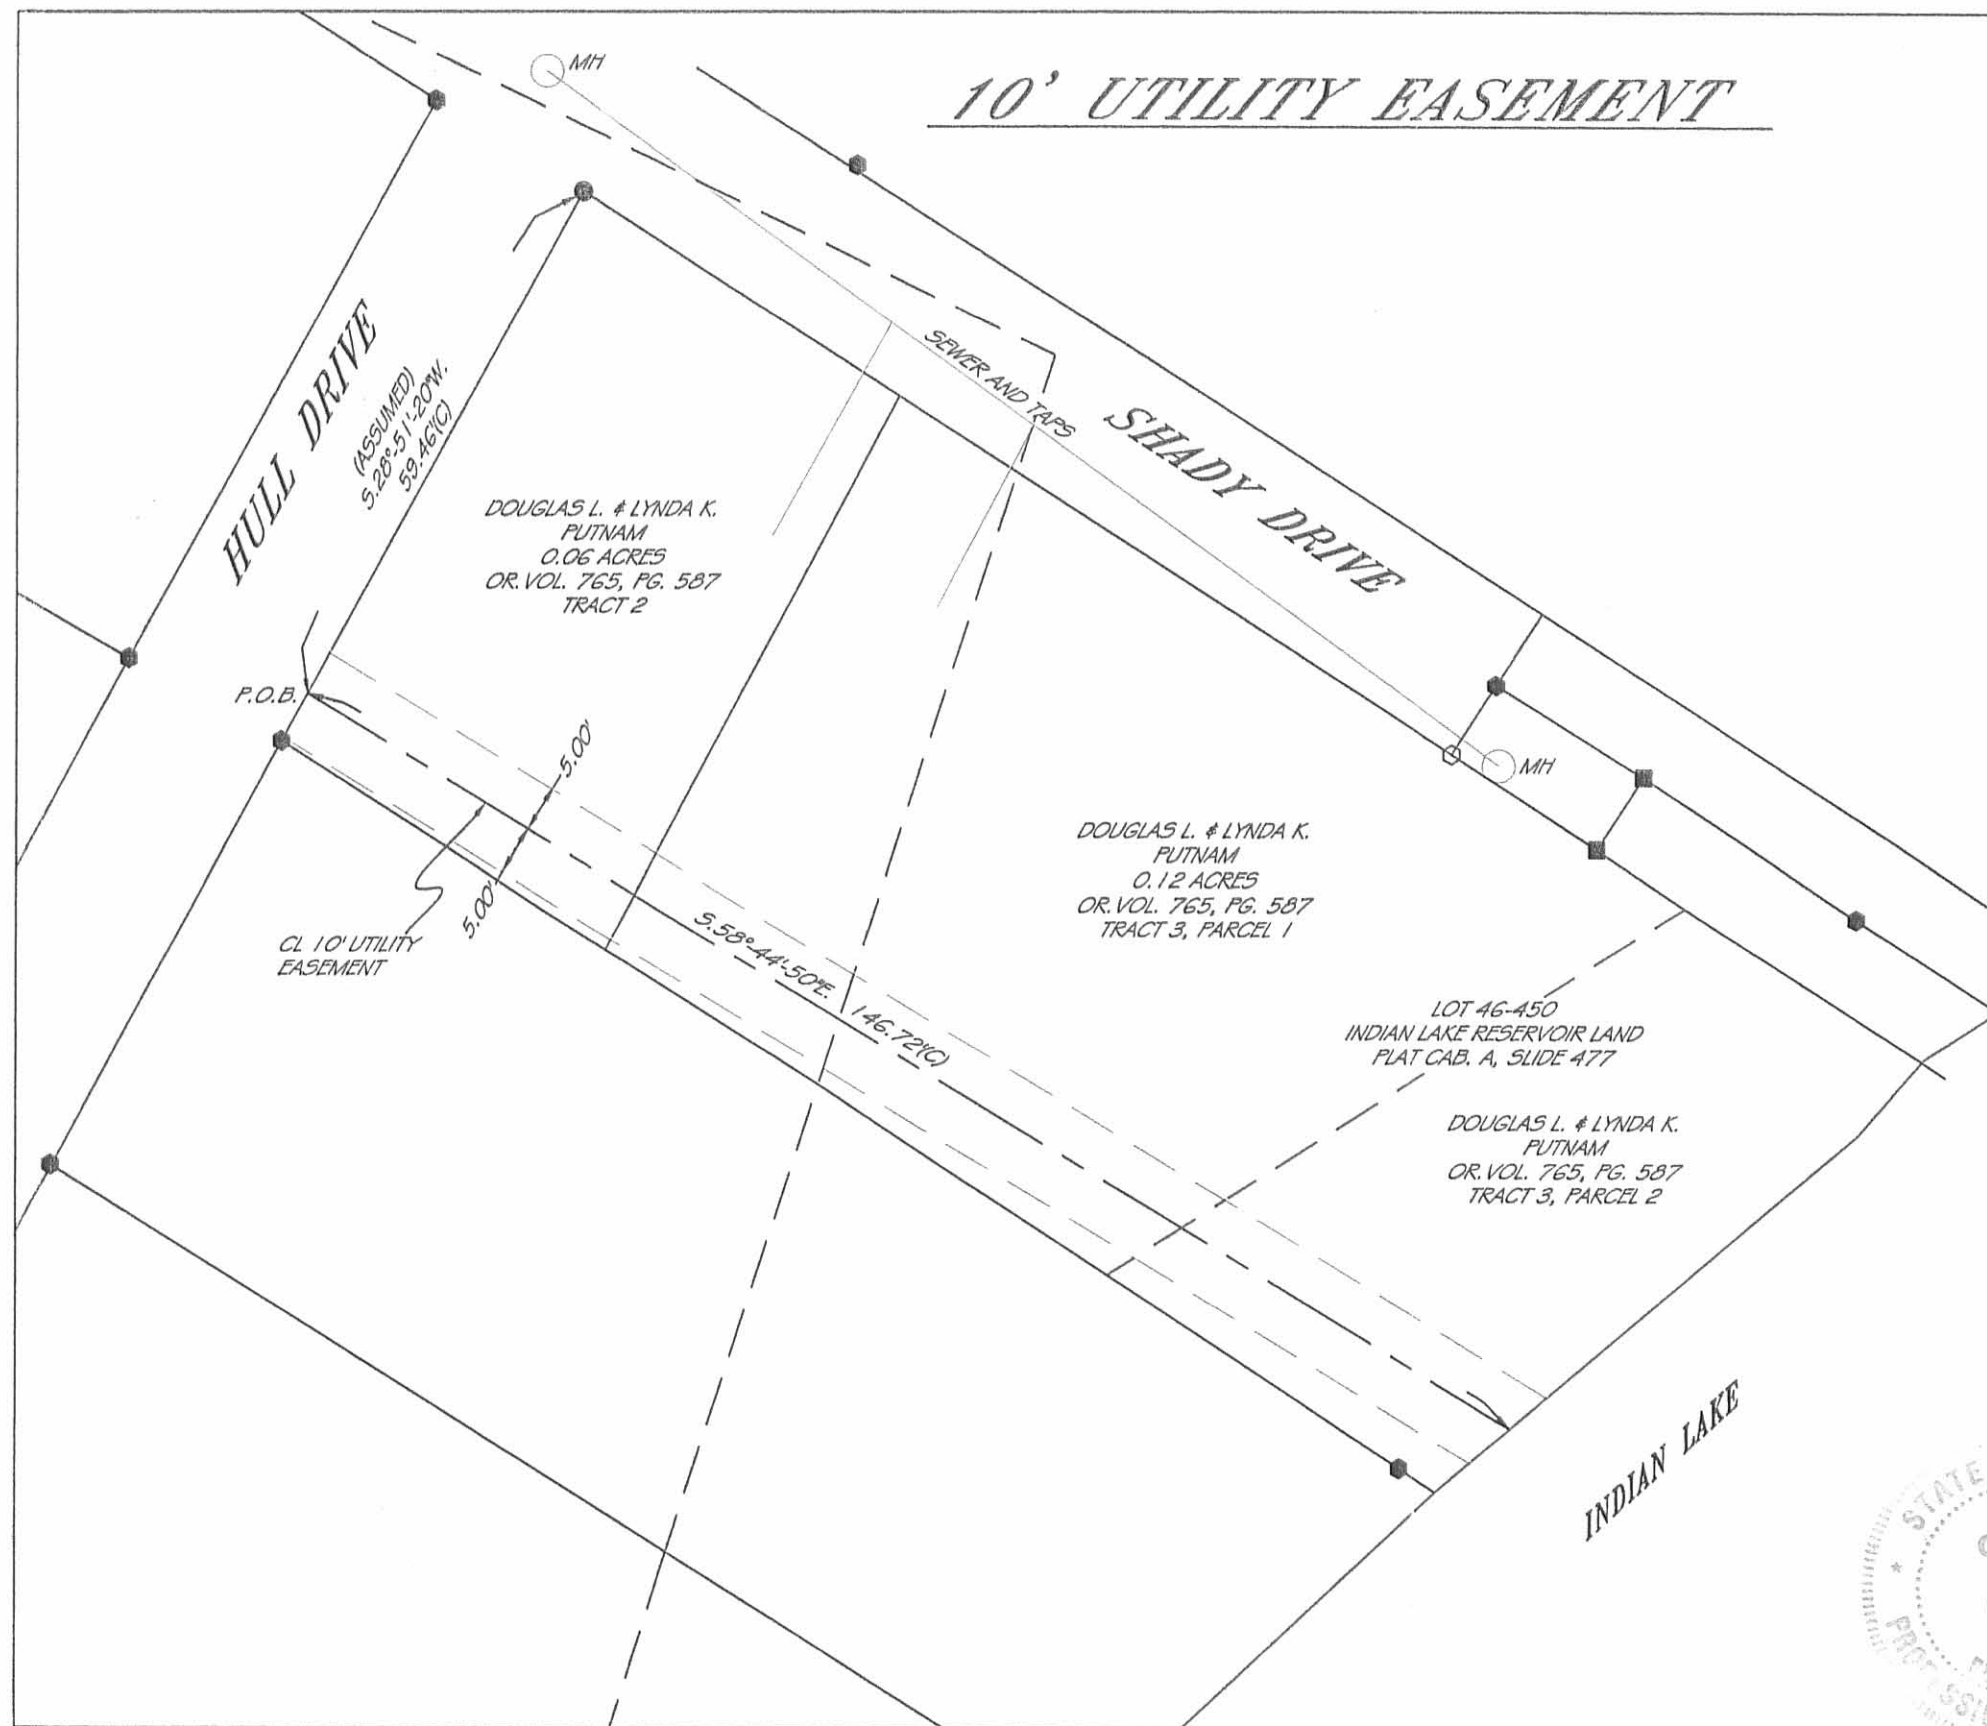 10' UTILITY EASEMENT
MH
HULL DRIVE
(ASSUMED)
S.28°-51'-20"W.
59.46'(C)
SEWER AND TAPS
SHADY DRIVE
DOUGLAS L. & LYNDA K.
PUTNAM
0.06 ACRES
OR.VOL. 765, PG. 587
TRACT 2
P.O.B.
5.00'
5.00'
MH
CL 10' UTILITY
EASEMENT
S.58°-44'-50"E. 146.72'(C)
DOUGLAS L. & LYNDA K.
PUTNAM
0.12 ACRES
OR.VOL. 765, PG. 587
TRACT 3, PARCEL 1
LOT 46-450
INDIAN LAKE RESERVOIR LAND
PLAT CAB. A, SLIDE 477
DOUGLAS L. & LYNDA K.
PUTNAM
OR.VOL. 765, PG. 587
TRACT 3, PARCEL 2
INDIAN LAKE
STATE